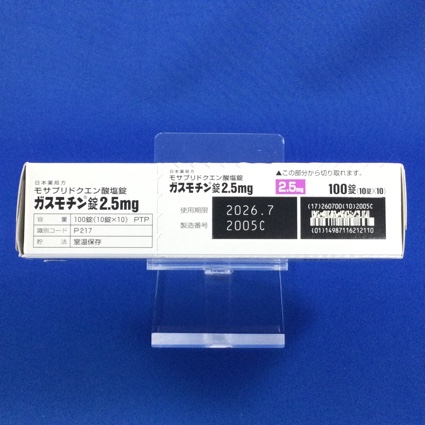 日本薬局方
モサプリドクエン酸塩錠
ガスモチン錠2.5mg
容量 100錠(10錠×10) PTP
識別コード P217
貯法 室温保存
日本薬局方
モサプリドクエン酸塩錠
ガスモチン錠2.5mg
2.5mg
▲この部分から切り取れます。
100錠(10錠×10)
使用期限 2026.7
製造番号 2005C
(17)260700(10)2005C
(01)14987116212110